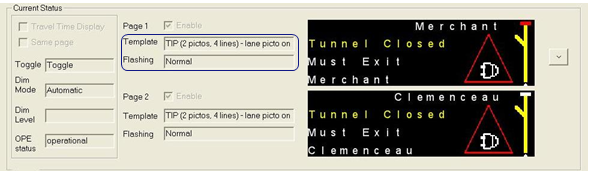 Current Status
Travel Time Display
Same page
Toggle Toggle
Dim Mode Automatic
Dim Level
OPE status operational
Page 1 Enable
Template TIP (2 pictos, 4 lines) - lane picto on
Flashing Normal
Page 2 Enable
Template TIP (2 pictos, 4 lines) - lane picto on
Flashing Normal
Merchant
Tunnel Closed
Must Exit
Merchant
Clemenceau
Tunnel Closed
Must Exit
Clemenceau